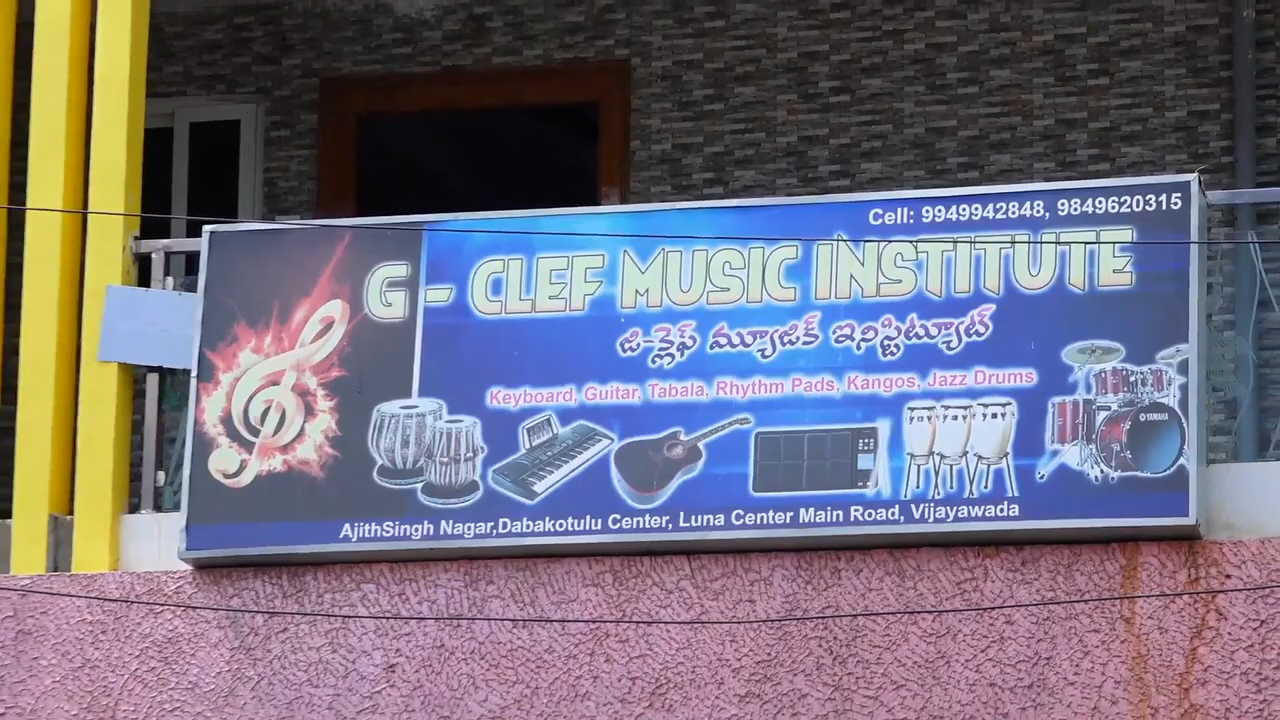 Cell: 9949942848, 9849620315
G - CLEF MUSIC INSTITUTE
జి-క్లెఫ్ మ్యూజిక్ ఇనిస్టిట్యూట్
Keyboard, Guitar, Tabala, Rhythm Pads, Kangos, Jazz Drums
YAMAHA
AjithSingh Nagar,Dabakotulu Center, Luna Center Main Road, Vijayawada